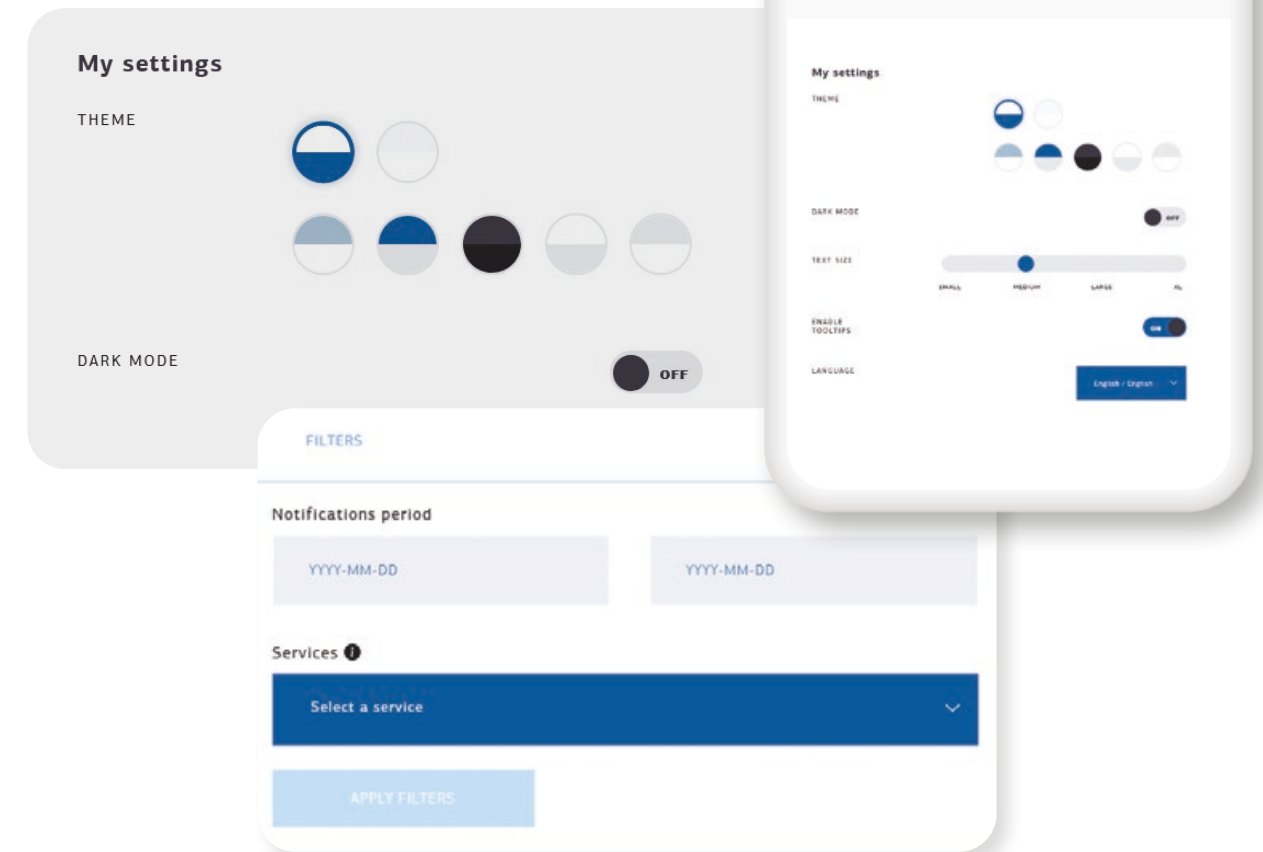 My settings
THEME
DARK MODE
OFF
My settings
THEME
DARK MODE
OFF
TEXT SIZE
SMALL MEDIUM LARGE XL
ENABLE
TOOLTIPS
ON
LANGUAGE
English / English
FILTERS
Notifications period
YYYY-MM-DD YYYY-MM-DD
Services i
Select a service
APPLY FILTERS